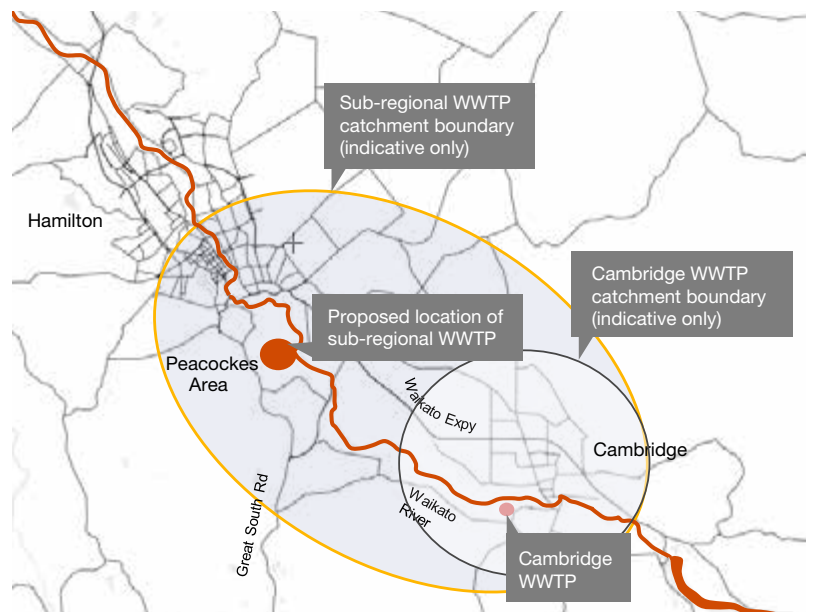 Sub-regional WWTP
catchment boundary
(indicative only)
Hamilton
Cambridge WWTP
catchment boundary
(indicative only)
Proposed location of
sub-regional WWTP
Peacockes
Area
Waikato Expy
Cambridge
Great South Rd
Waikato
River
Cambridge
WWTP